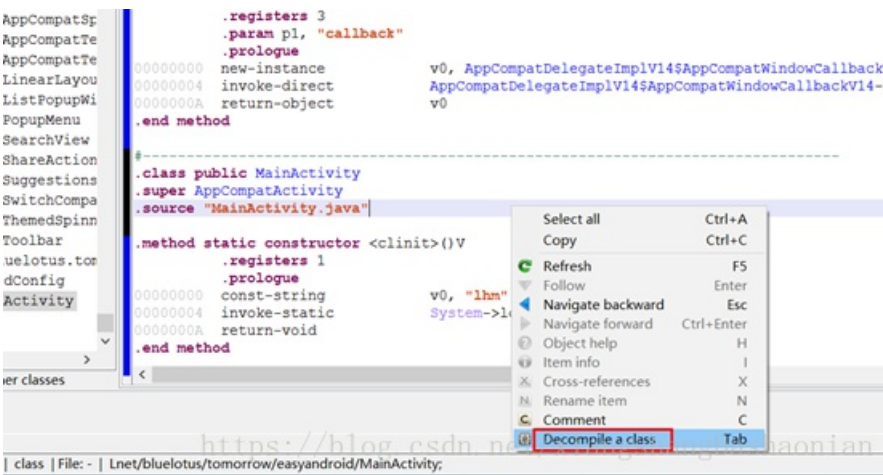 AppCompatSp
AppCompatTe
AppCompatTe
LinearLayou
ListPopupWi
PopupMenu
SearchView
ShareAction
Suggestions
SwitchCompa
ThemedSpinn
Toolbar
uelotus.tom
dConfig
Activity
er classes
.registers 3
.param p1, "callback"
.prologue
00000000 new-instance v0, AppCompatDelegateImplV14$AppCompatWindowCallback
00000004 invoke-direct AppCompatDelegateImplV14$AppCompatWindowCallbackV14-
0000000A return-object v0
.end method
#--------------------------------------------------------------------------------
.class public MainActivity
.super AppCompatActivity
.source "MainActivity.java"
.method static constructor <clinit>()V
.registers 1
.prologue
00000000 const-string v0, "lhm"
00000004 invoke-static System->lo
0000000A return-void
.end method
Select all Ctrl+A
Copy Ctrl+C
Refresh F5
Follow Enter
Navigate backward Esc
Navigate forward Ctrl+Enter
Object help H
Item info I
Cross-references X
Rename item N
Comment C
Decompile a class Tab
https://blog.csdn.ne
| class | File: - | Lnet/bluelotus/tomorrow/easyandroid/MainActivity;